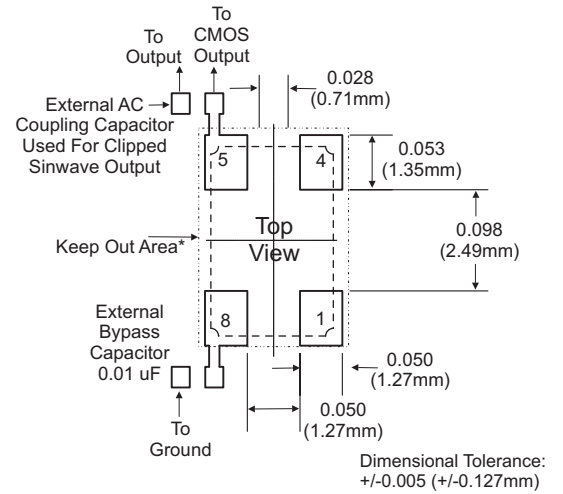 To
Output
To
CMOS
Output
External AC
Coupling Capacitor
Used For Clipped
Sinwave Output
0.028
(0.71mm)
5
4
0.053
(1.35mm)
Keep Out Area*
Top
View
0.098
(2.49mm)
External
Bypass
Capacitor
0.01 uF
8
1
0.050
(1.27mm)
0.050
(1.27mm)
To
Ground
Dimensional Tolerance:
+/-0.005 (+/-0.127mm)